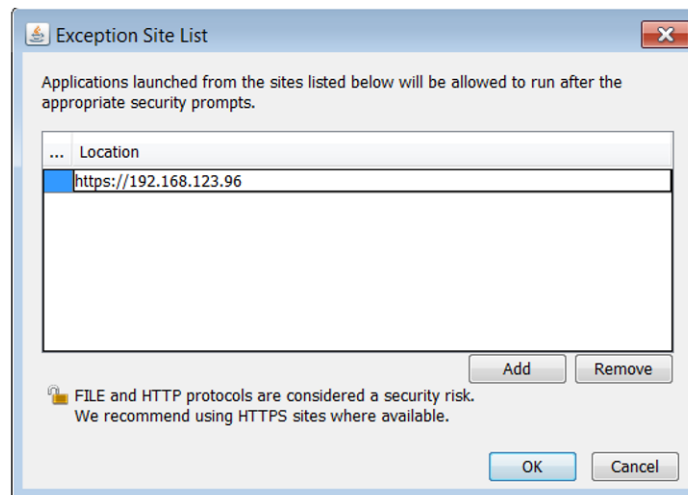 Exception Site List
Applications launched from the sites listed below will be allowed to run after the
appropriate security prompts.
... Location
https://192.168.123.96
Add Remove
FILE and HTTP protocols are considered a security risk.
We recommend using HTTPS sites where available.
OK Cancel